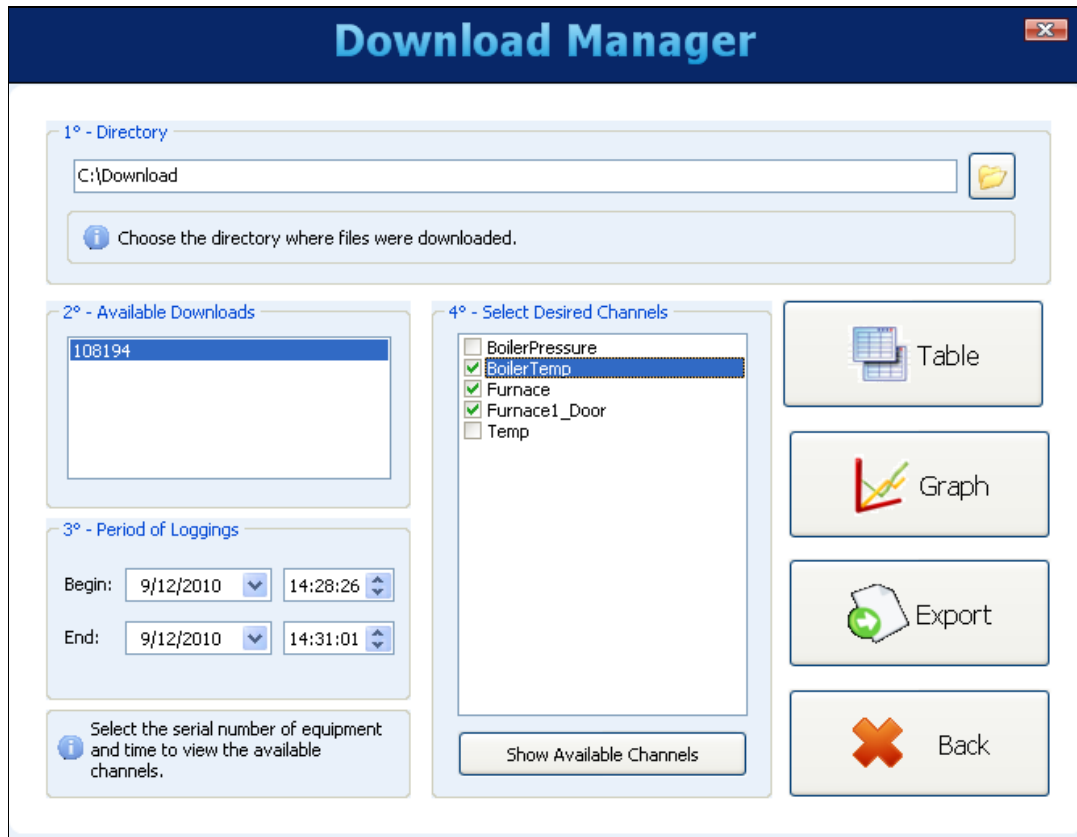 Download Manager
1° - Directory
C:\Download
Choose the directory where files were downloaded.
2° - Available Downloads
108194
3° - Period of Loggings
Begin: 9/12/2010 14:28:26
End: 9/12/2010 14:31:01
Select the serial number of equipment
and time to view the available
channels.
4° - Select Desired Channels
BoilerPressure
BoilerTemp
Furnace
Furnace1_Door
Temp
Show Available Channels
Table
Graph
Export
Back